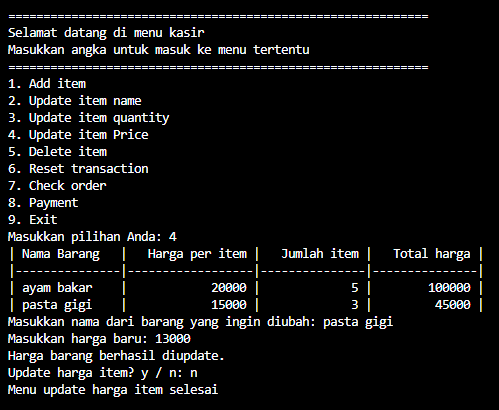 ============================================================
Selamat datang di menu kasir
Masukkan angka untuk masuk ke menu tertentu
============================================================
1. Add item
2. Update item name
3. Update item quantity
4. Update item Price
5. Delete item
6. Reset transaction
7. Check order
8. Payment
9. Exit
Masukkan pilihan Anda: 4
| Nama Barang   |   Harga per item |   Jumlah item |   Total harga |
|---------------|------------------|---------------|---------------|
| ayam bakar    |            20000 |             5 |        100000 |
| pasta gigi    |            15000 |             3 |         45000 |
Masukkan nama dari barang yang ingin diubah: pasta gigi
Masukkan harga baru: 13000
Harga barang berhasil diupdate.
Update harga item? y / n: n
Menu update harga item selesai